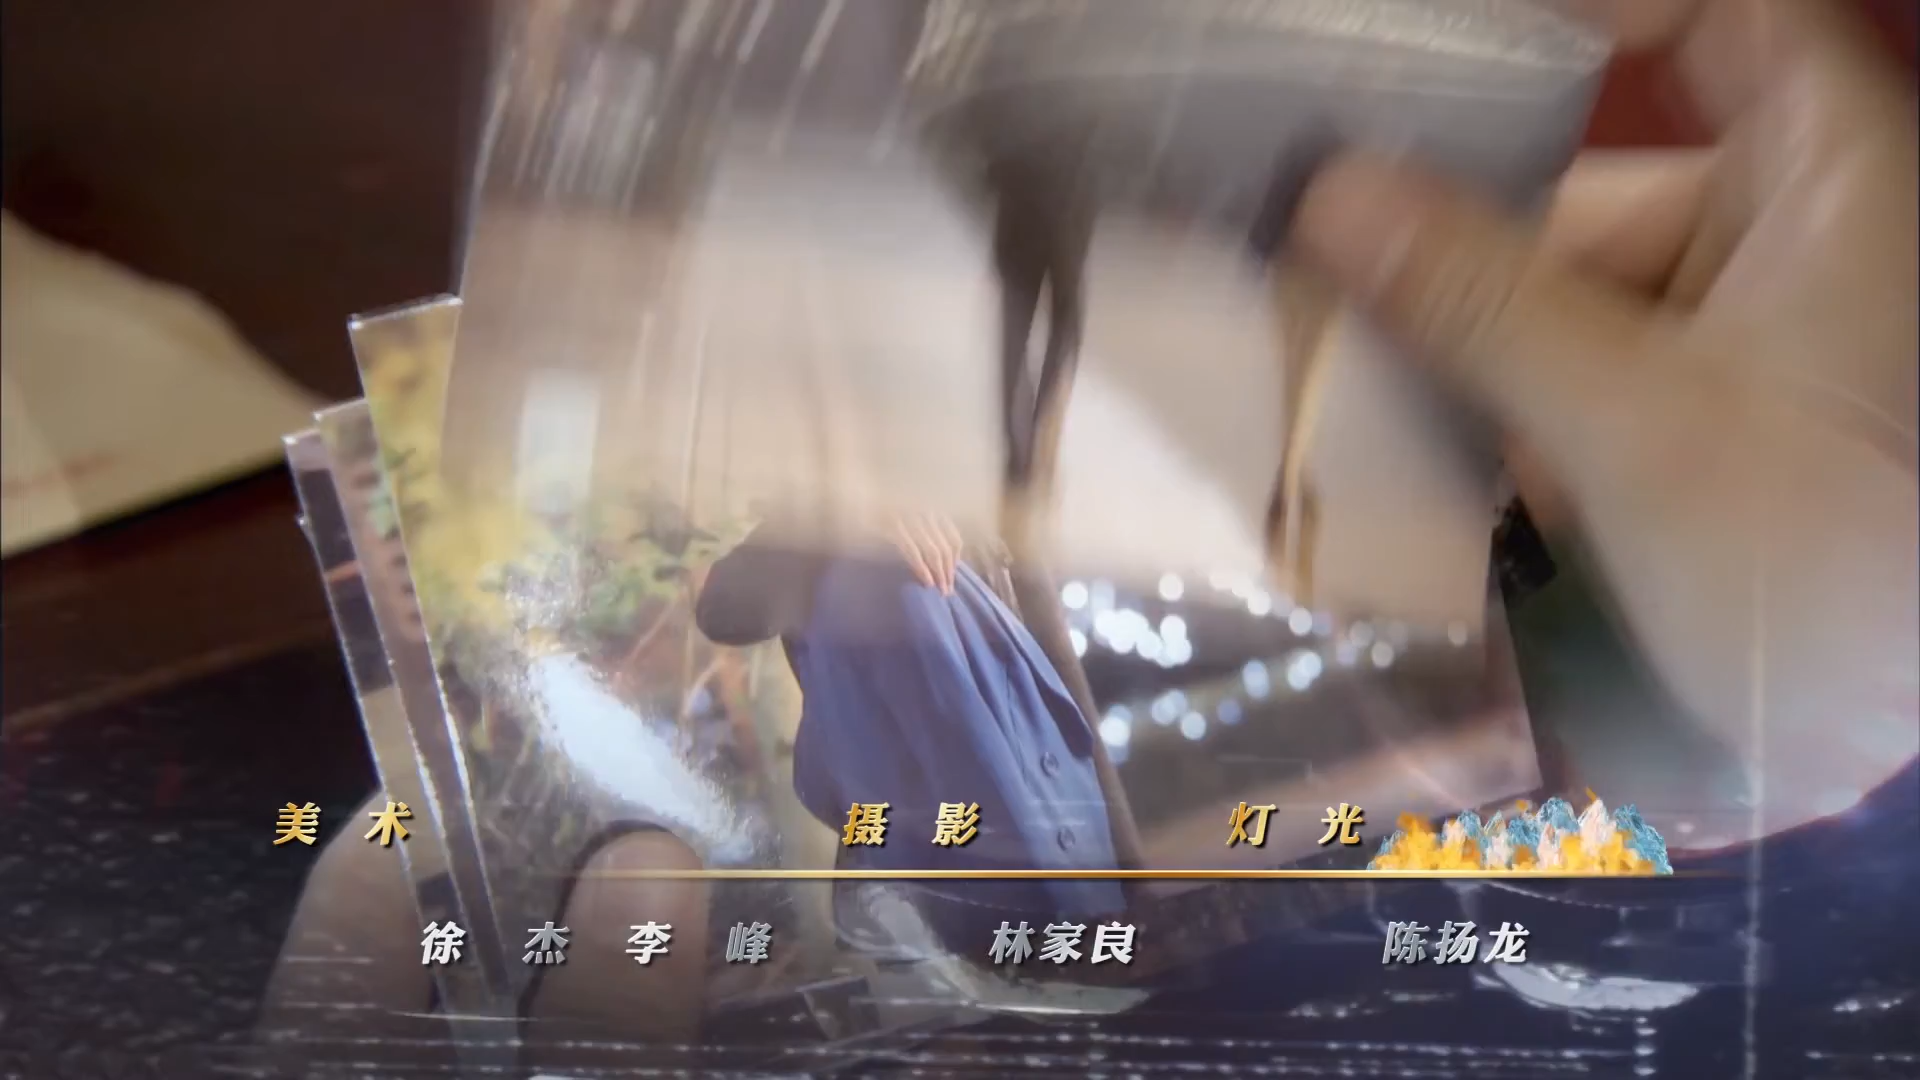 美 术 摄 影 灯 光
徐 杰 李 峰 林家良 陈扬龙